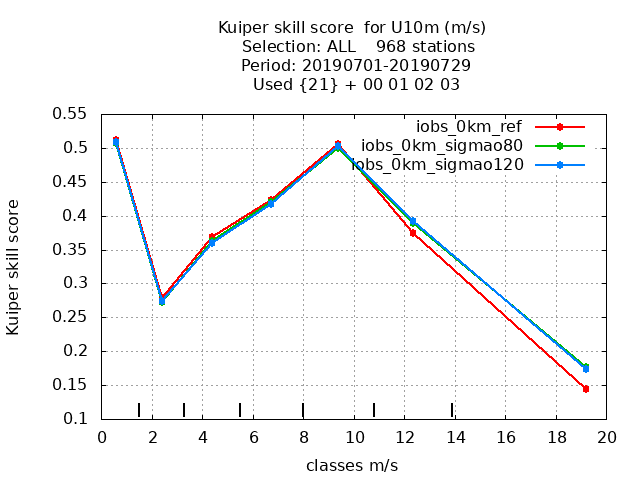 Kuiper skill score  for U10m (m/s)
Selection: ALL    968 stations
Period: 20190701-20190729
Used {21} + 00 01 02 03
iobs_0km_ref
iobs_0km_sigmao80
iobs_0km_sigmao120
Kuiper skill score
0.55
0.5
0.45
0.4
0.35
0.3
0.25
0.2
0.15
0.1
0 2 4 6 8 10 12 14 16 18 20
classes m/s